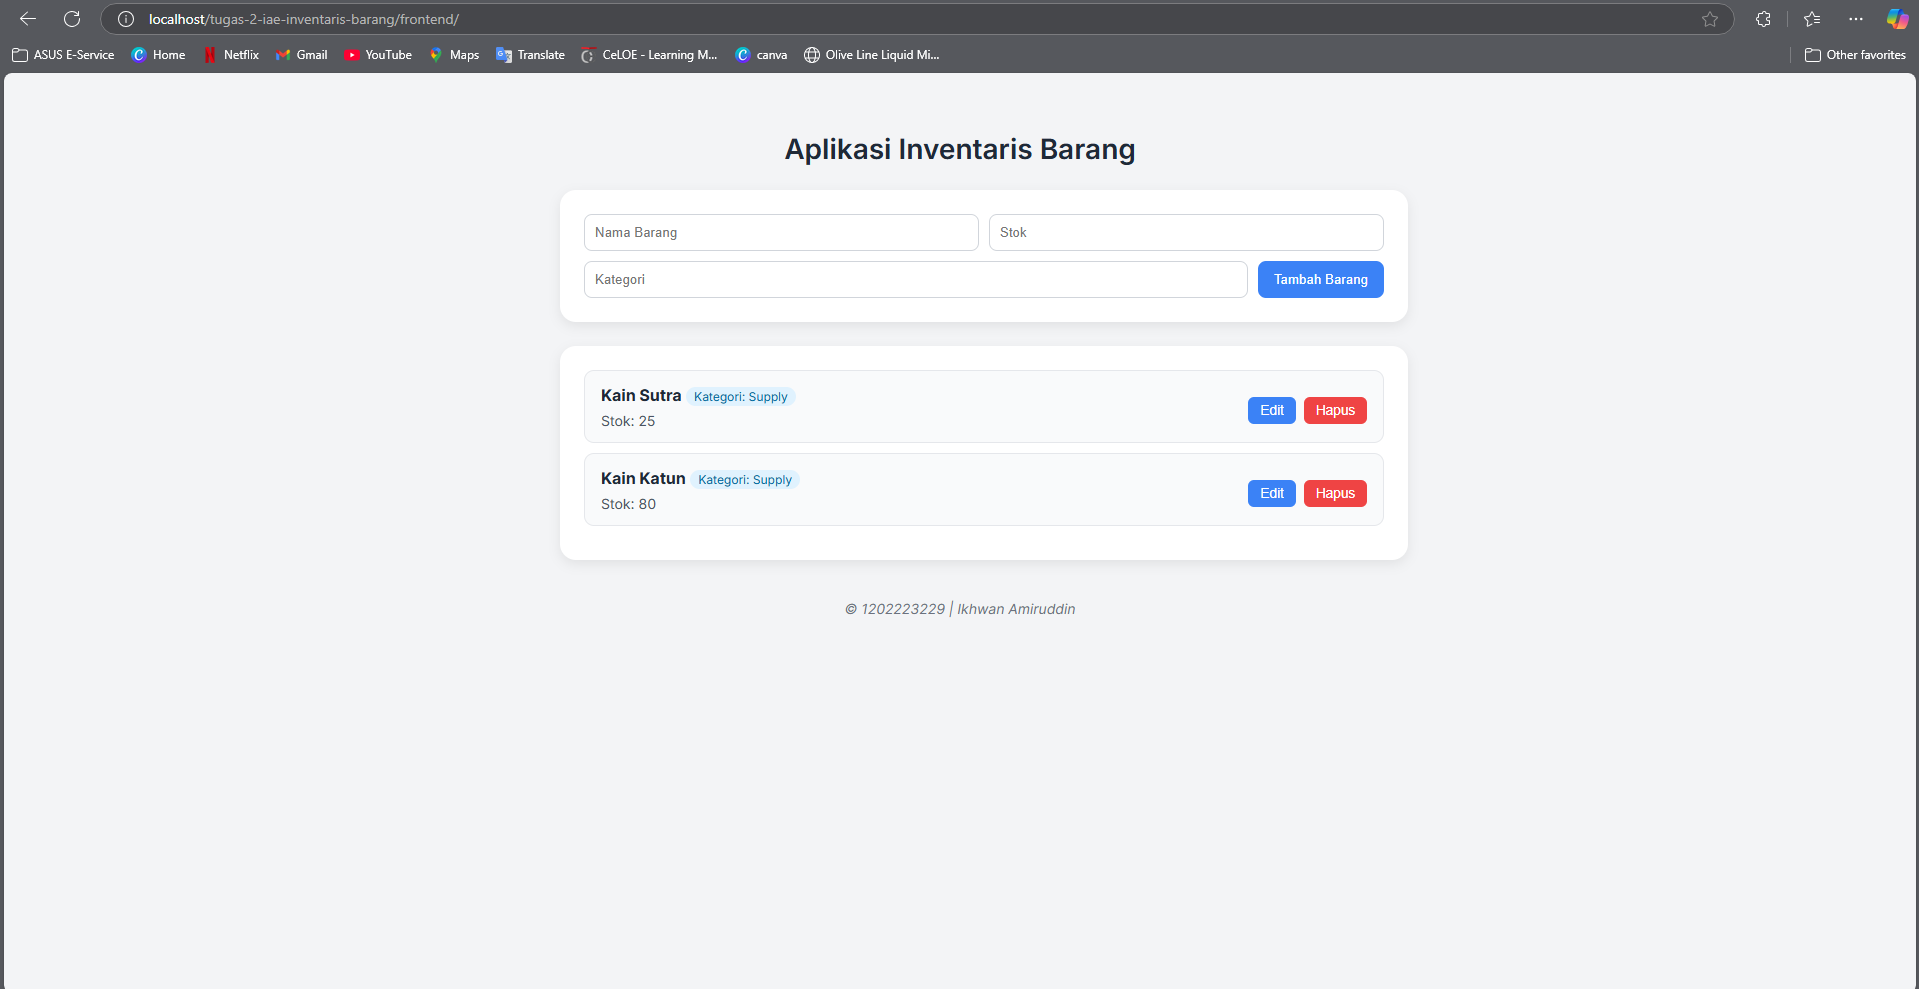 localhost/tugas-2-iae-inventaris-barang/frontend/
ASUS E-Service Home Netflix Gmail YouTube Maps Translate CeLOE - Learning M... canva Olive Line Liquid Mi... Other favorites
Aplikasi Inventaris Barang
Nama Barang Stok
Kategori Tambah Barang
Kain Sutra Kategori: Supply
Stok: 25
Edit Hapus
Kain Katun Kategori: Supply
Stok: 80
Edit Hapus
© 1202223229 | Ikhwan Amiruddin